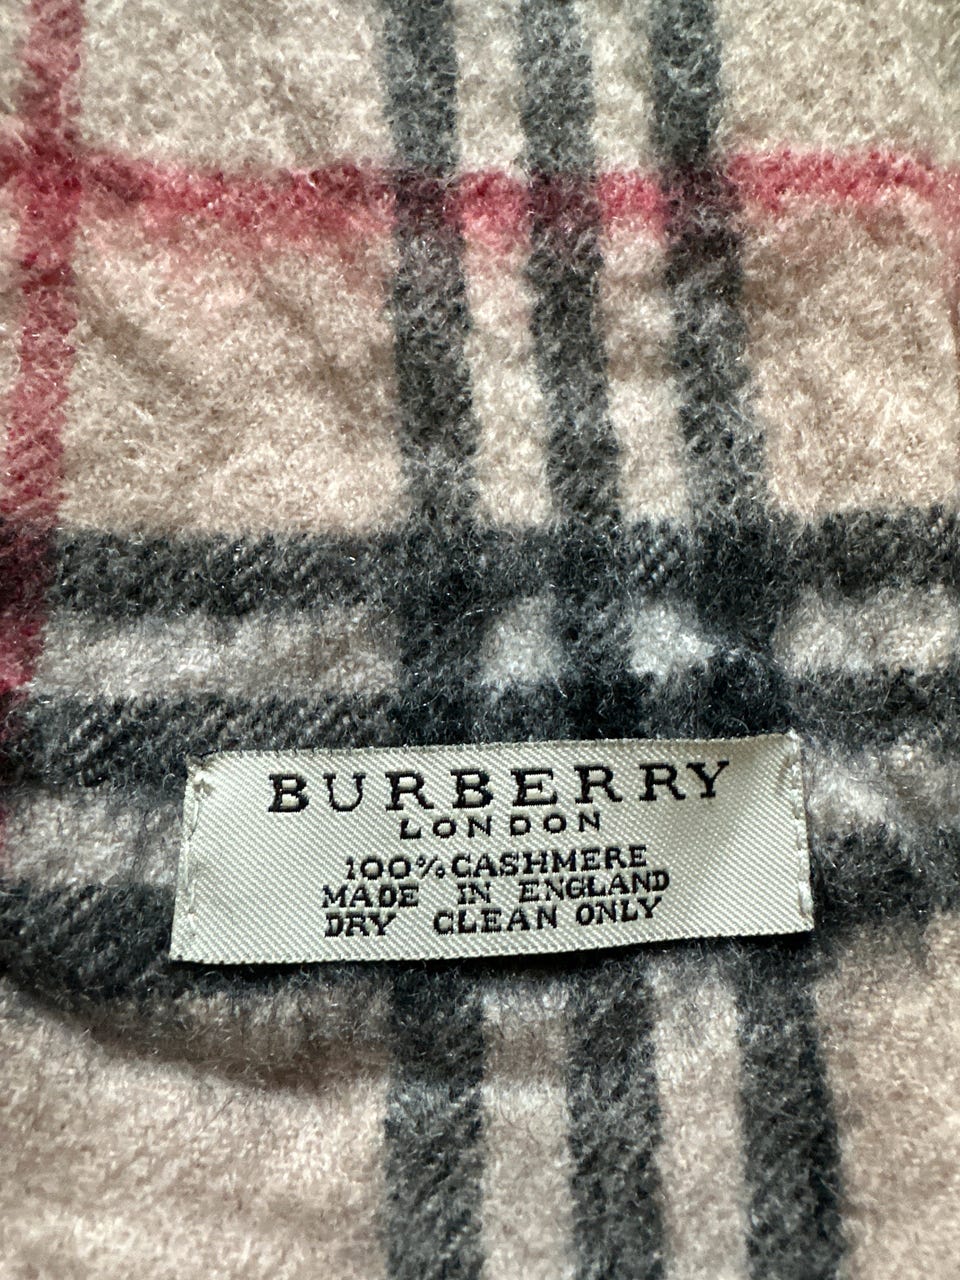 BURBERRY
LONDON
100% CASHMERE
MADE IN ENGLAND
DRY CLEAN ONLY